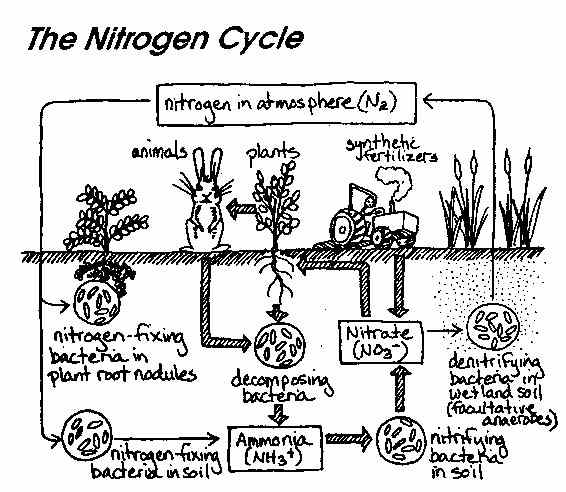 The Nitrogen Cycle
nitrogen in atmosphere (N₂)
animals
plants
synthetic
fertilizers
nitrogen-fixing
bacteria in
plant root nodules
decomposing
bacteria
Nitrate
(NO₃⁻)
denitrifying
bacteria in
wetland soil
(facultative
anaerobes)
nitrogen-fixing
bacteria in soil
Ammonia
(NH₃⁺)
nitrifying
bacteria
in soil